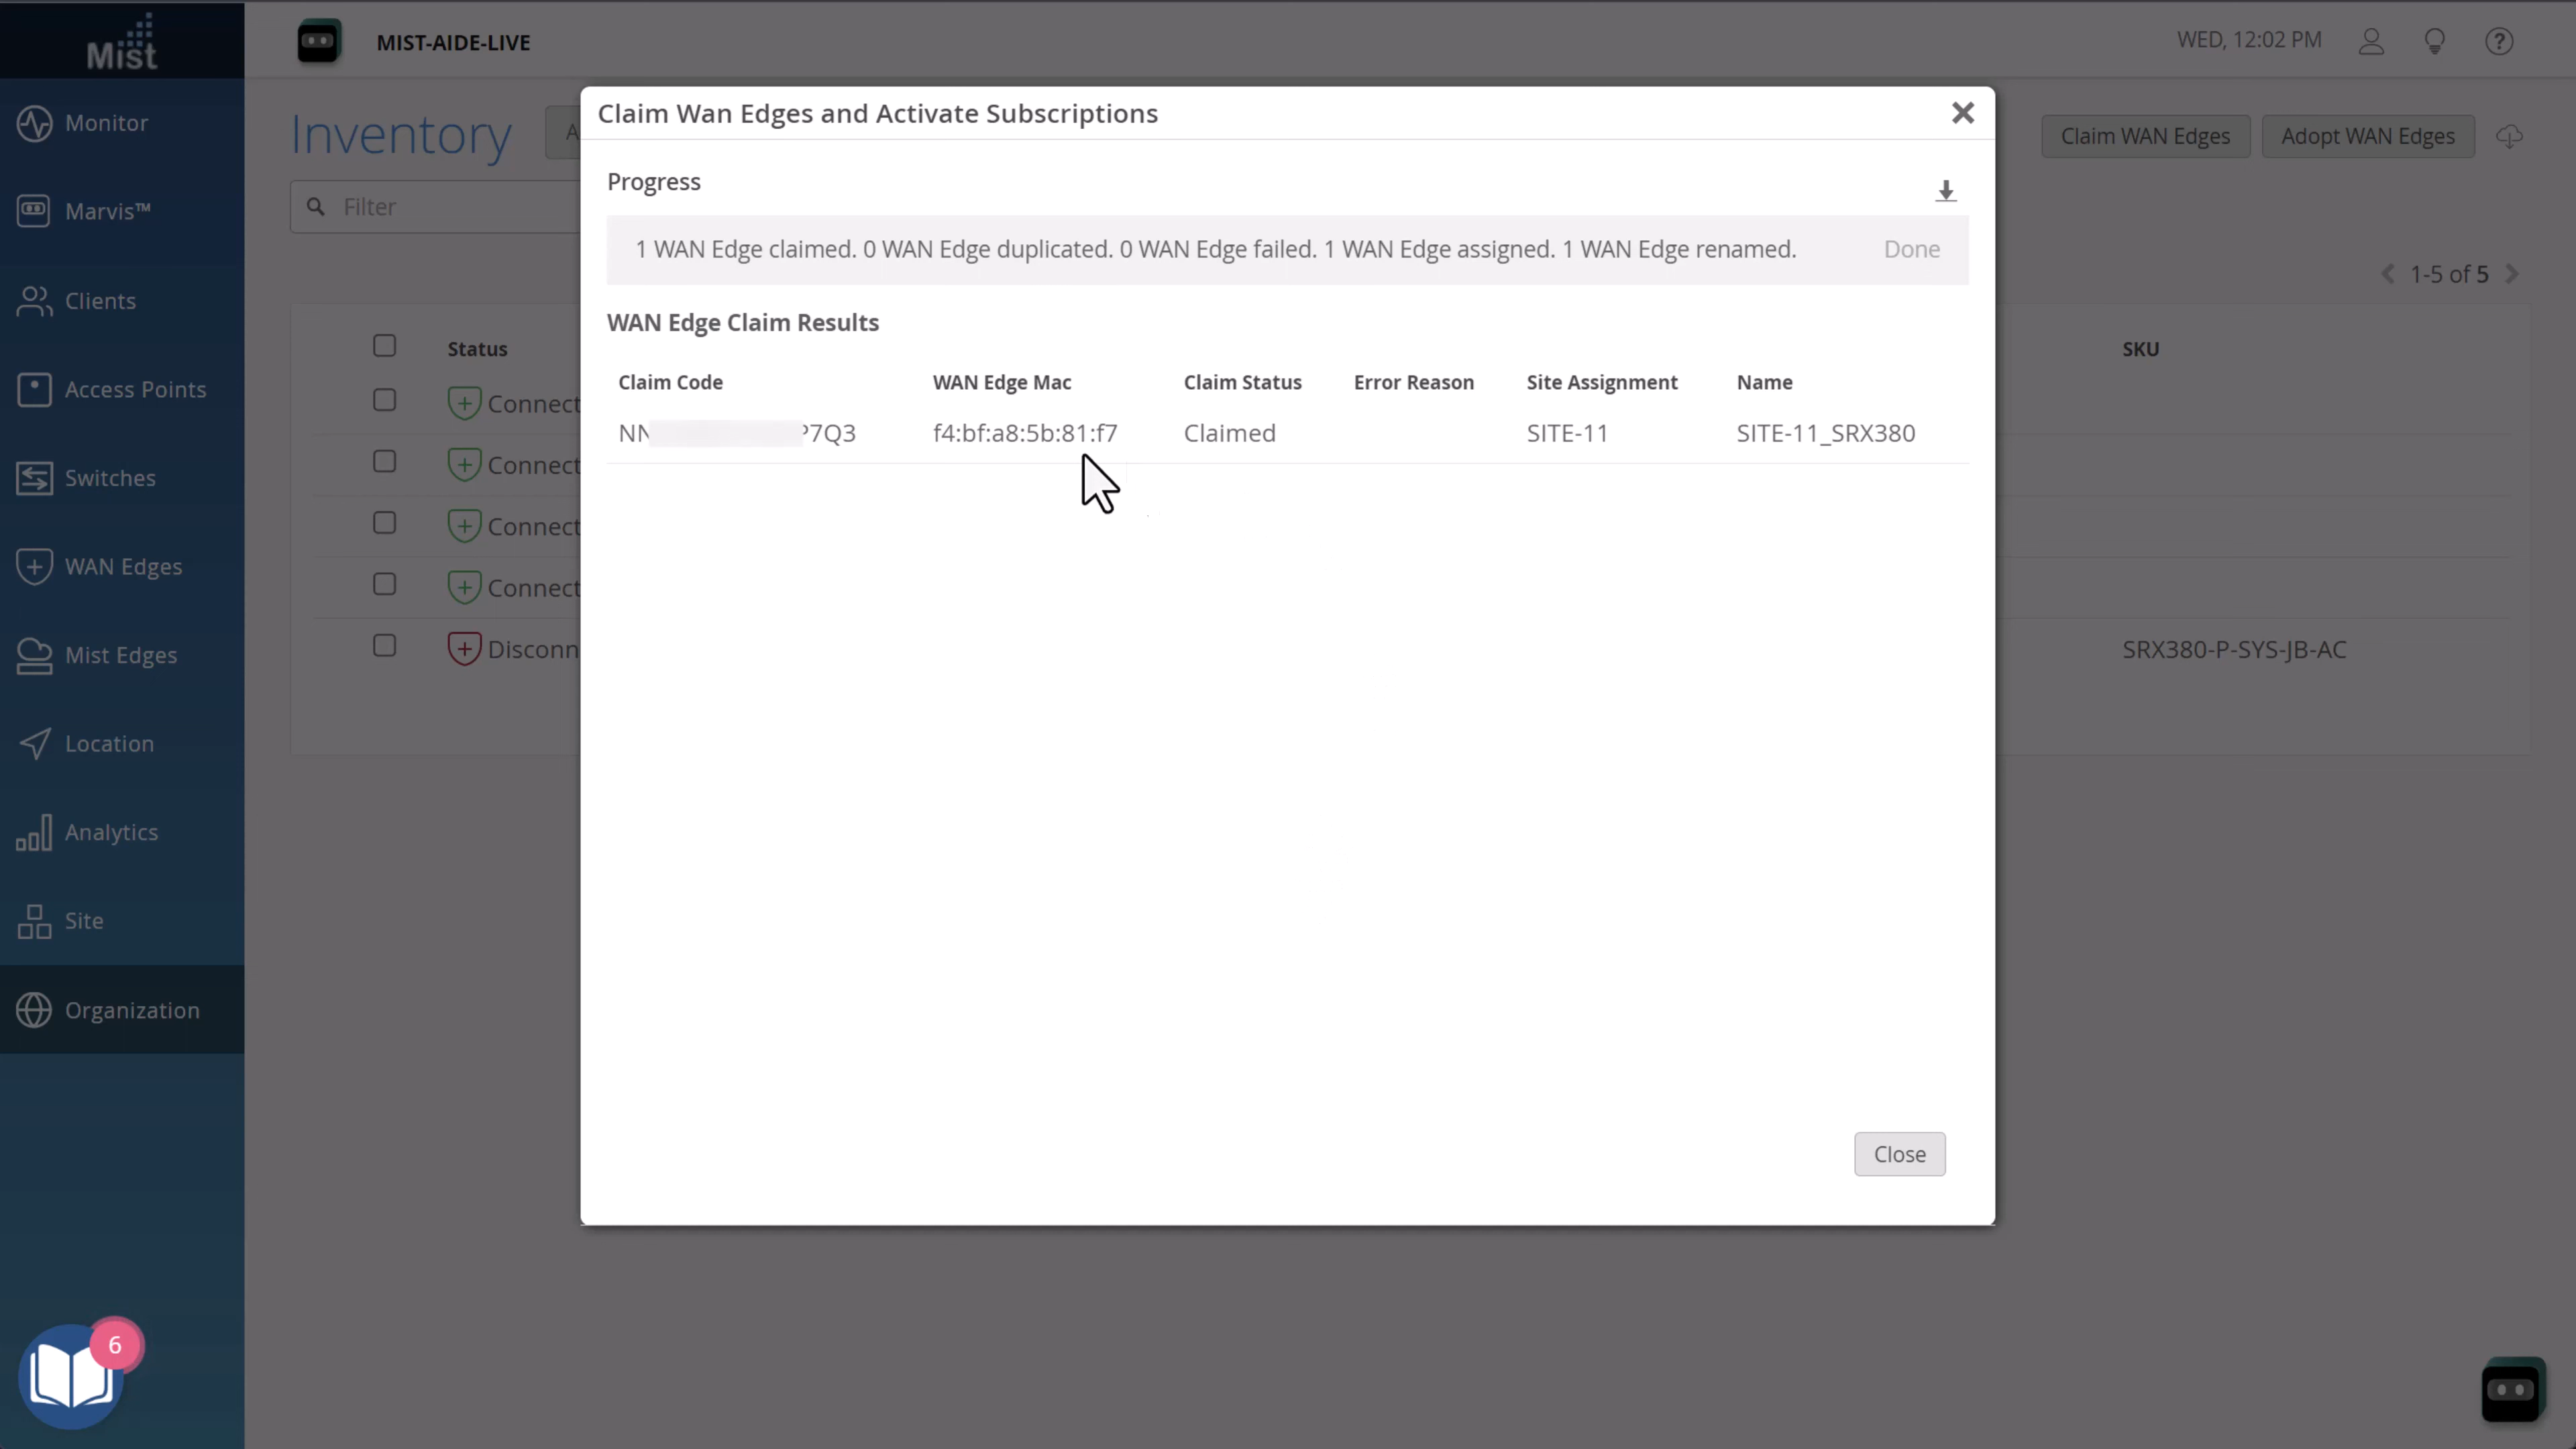 Mist
MIST-AIDE-LIVE
WED, 12:02 PM
Monitor
Marvis™
Clients
Access Points
Switches
WAN Edges
Mist Edges
Location
Analytics
Site
Organization
6
Inventory
Claim WAN Edges
Adopt WAN Edges
Filter
1-5 of 5
Status
SKU
Connect
Connect
Connect
Connect
Disconn
SRX380-P-SYS-JB-AC
Claim Wan Edges and Activate Subscriptions
Progress
1 WAN Edge claimed. 0 WAN Edge duplicated. 0 WAN Edge failed. 1 WAN Edge assigned. 1 WAN Edge renamed. Done
WAN Edge Claim Results
Claim Code WAN Edge Mac Claim Status Error Reason Site Assignment Name
NN P7Q3 f4:bf:a8:5b:81:f7 Claimed SITE-11 SITE-11_SRX380
Close